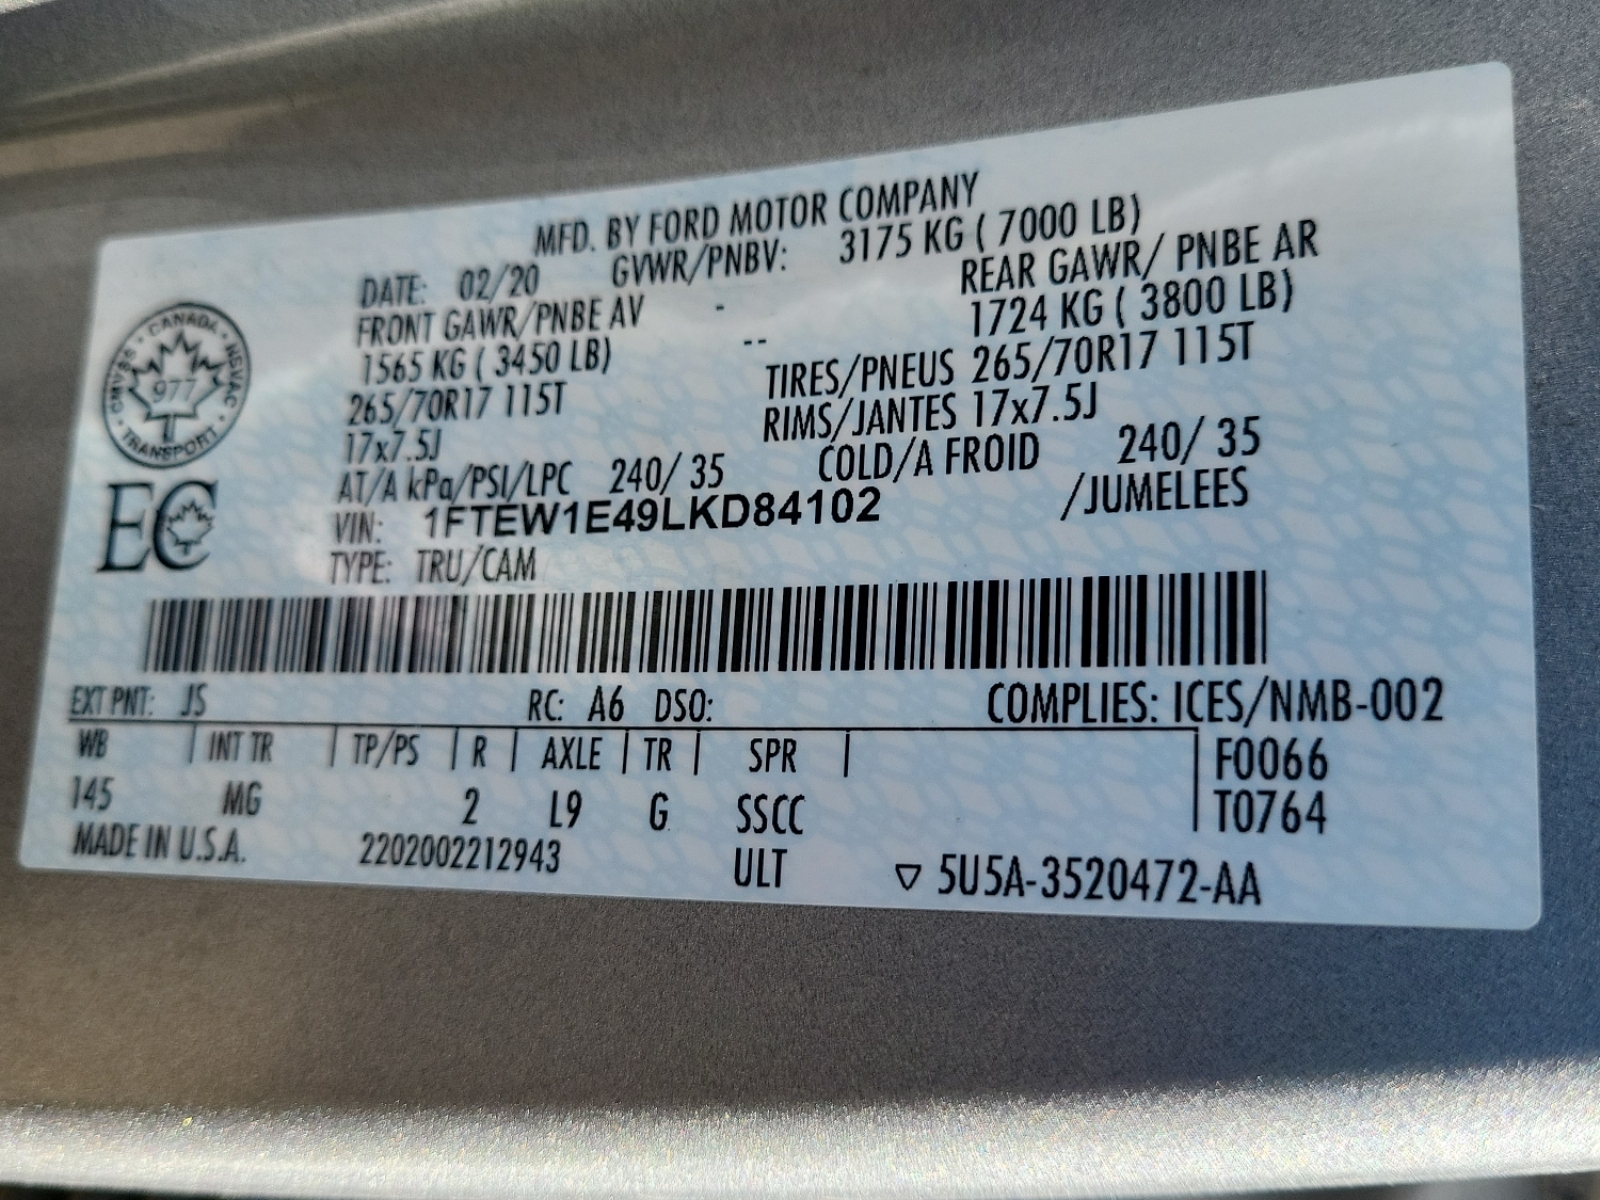 MFD. BY FORD MOTOR COMPANY
DATE: 02/20 GVWR/PNBV: 3175 KG ( 7000 LB)
FRONT GAWR/PNBE AV - REAR GAWR/ PNBE AR
1565 KG ( 3450 LB) -- 1724 KG ( 3800 LB)
265/70R17 115T TIRES/PNEUS 265/70R17 115T
17x7.5J RIMS/JANTES 17x7.5J
AT/A kPa/PSI/LPC 240/ 35 COLD/A FROID 240/ 35
VIN: 1FTEW1E49LKD84102 /JUMELEES
TYPE: TRU/CAM
CANADA
CMVSS NSVAC
977
TRANSPORT
EC
EXT PNT: JS RC: A6 DSO: COMPLIES: ICES/NMB-002
WB | INT TR | TP/PS | R | AXLE | TR | SPR | F0066
145 MG 2 L9 G SSCC T0764
MADE IN U.S.A. 2202002212943 ULT ▽ 5U5A-3520472-AA